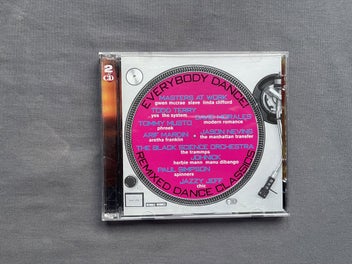 2
CD
EVERYBODY DANCE!
MASTERS AT WORK
gwen mccrae slave linda clifford
TODD TERRY
yes the system
DAVID MORALES
modern romance
TOMMY MUSTO
phreek
JASON NEVINS
the manhattan transfer
ARIF MARDIN
aretha franklin
THE BLACK SCIENCE ORCHESTRA
the trammps
JOHNICK
herbie mann manu dibango
PAUL SIMPSON
spinners
JAZZY JEFF
chic
REMIXED DANCE CLASSICS